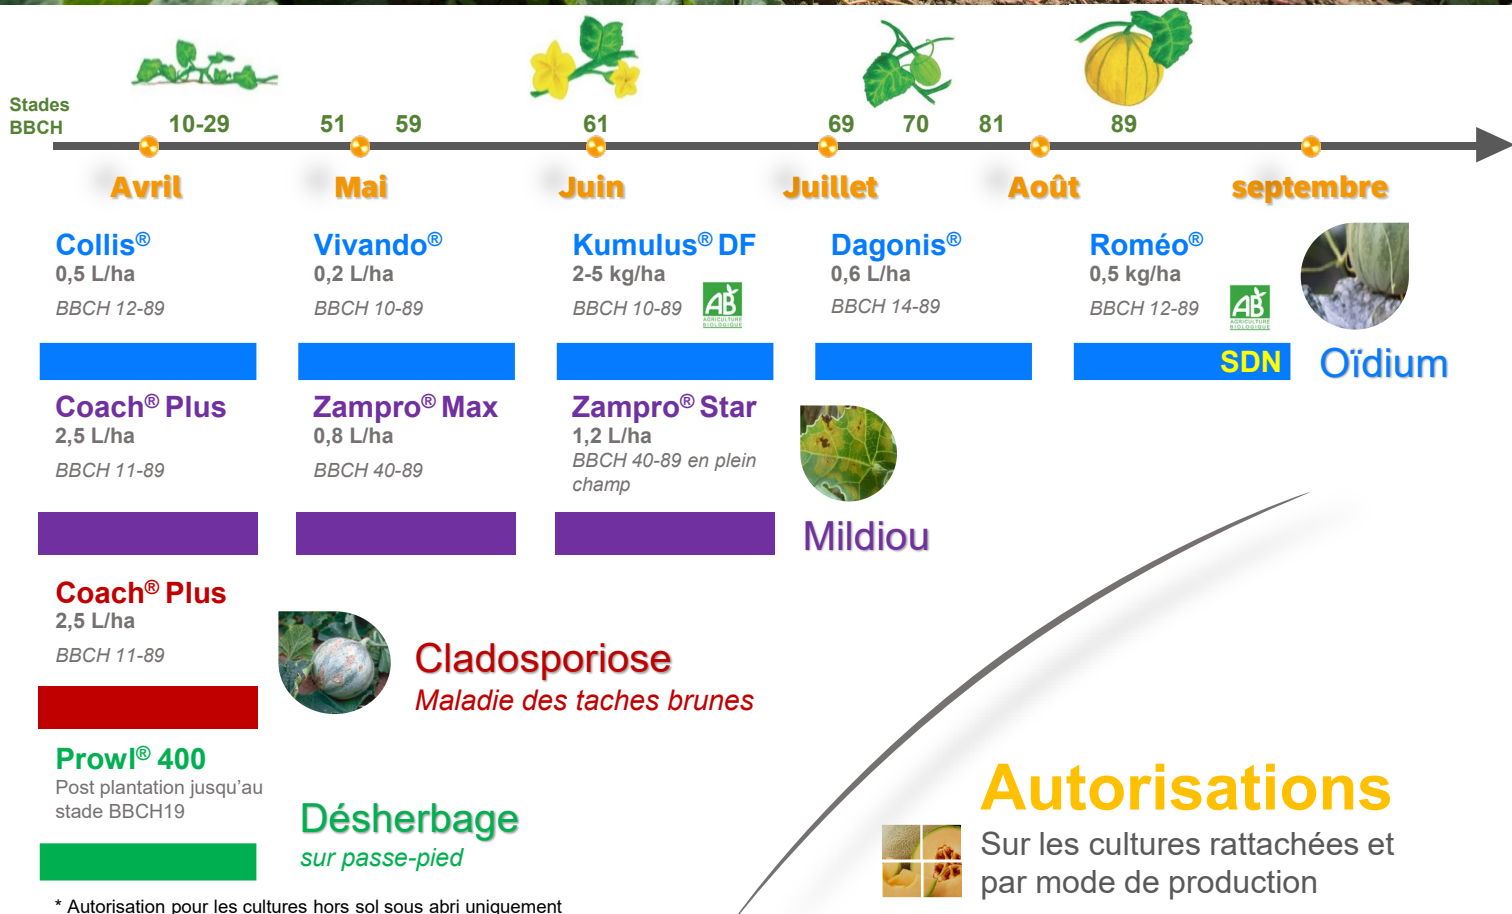 Stades
BBCH
10-29
51
59
61
69
70
81
89
Avril
Mai
Juin
Juillet
Août
septembre
Collis®
0,5 L/ha
BBCH 12-89
Vivando®
0,2 L/ha
BBCH 10-89
Kumulus® DF
2-5 kg/ha
BBCH 10-89
AB
AGRICULTURE
BIOLOGIQUE
Dagonis®
0,6 L/ha
BBCH 14-89
Roméo®
0,5 kg/ha
BBCH 12-89
AB
AGRICULTURE
BIOLOGIQUE
SDN
Oïdium
Coach® Plus
2,5 L/ha
BBCH 11-89
Zampro® Max
0,8 L/ha
BBCH 40-89
Zampro® Star
1,2 L/ha
BBCH 40-89 en plein
champ
Mildiou
Coach® Plus
2,5 L/ha
BBCH 11-89
Cladosporiose
Maladie des taches brunes
Prowl® 400
Post plantation jusqu'au
stade BBCH19
Désherbage
sur passe-pied
Autorisations
Sur les cultures rattachées et
par mode de production
* Autorisation pour les cultures hors sol sous abri uniquement